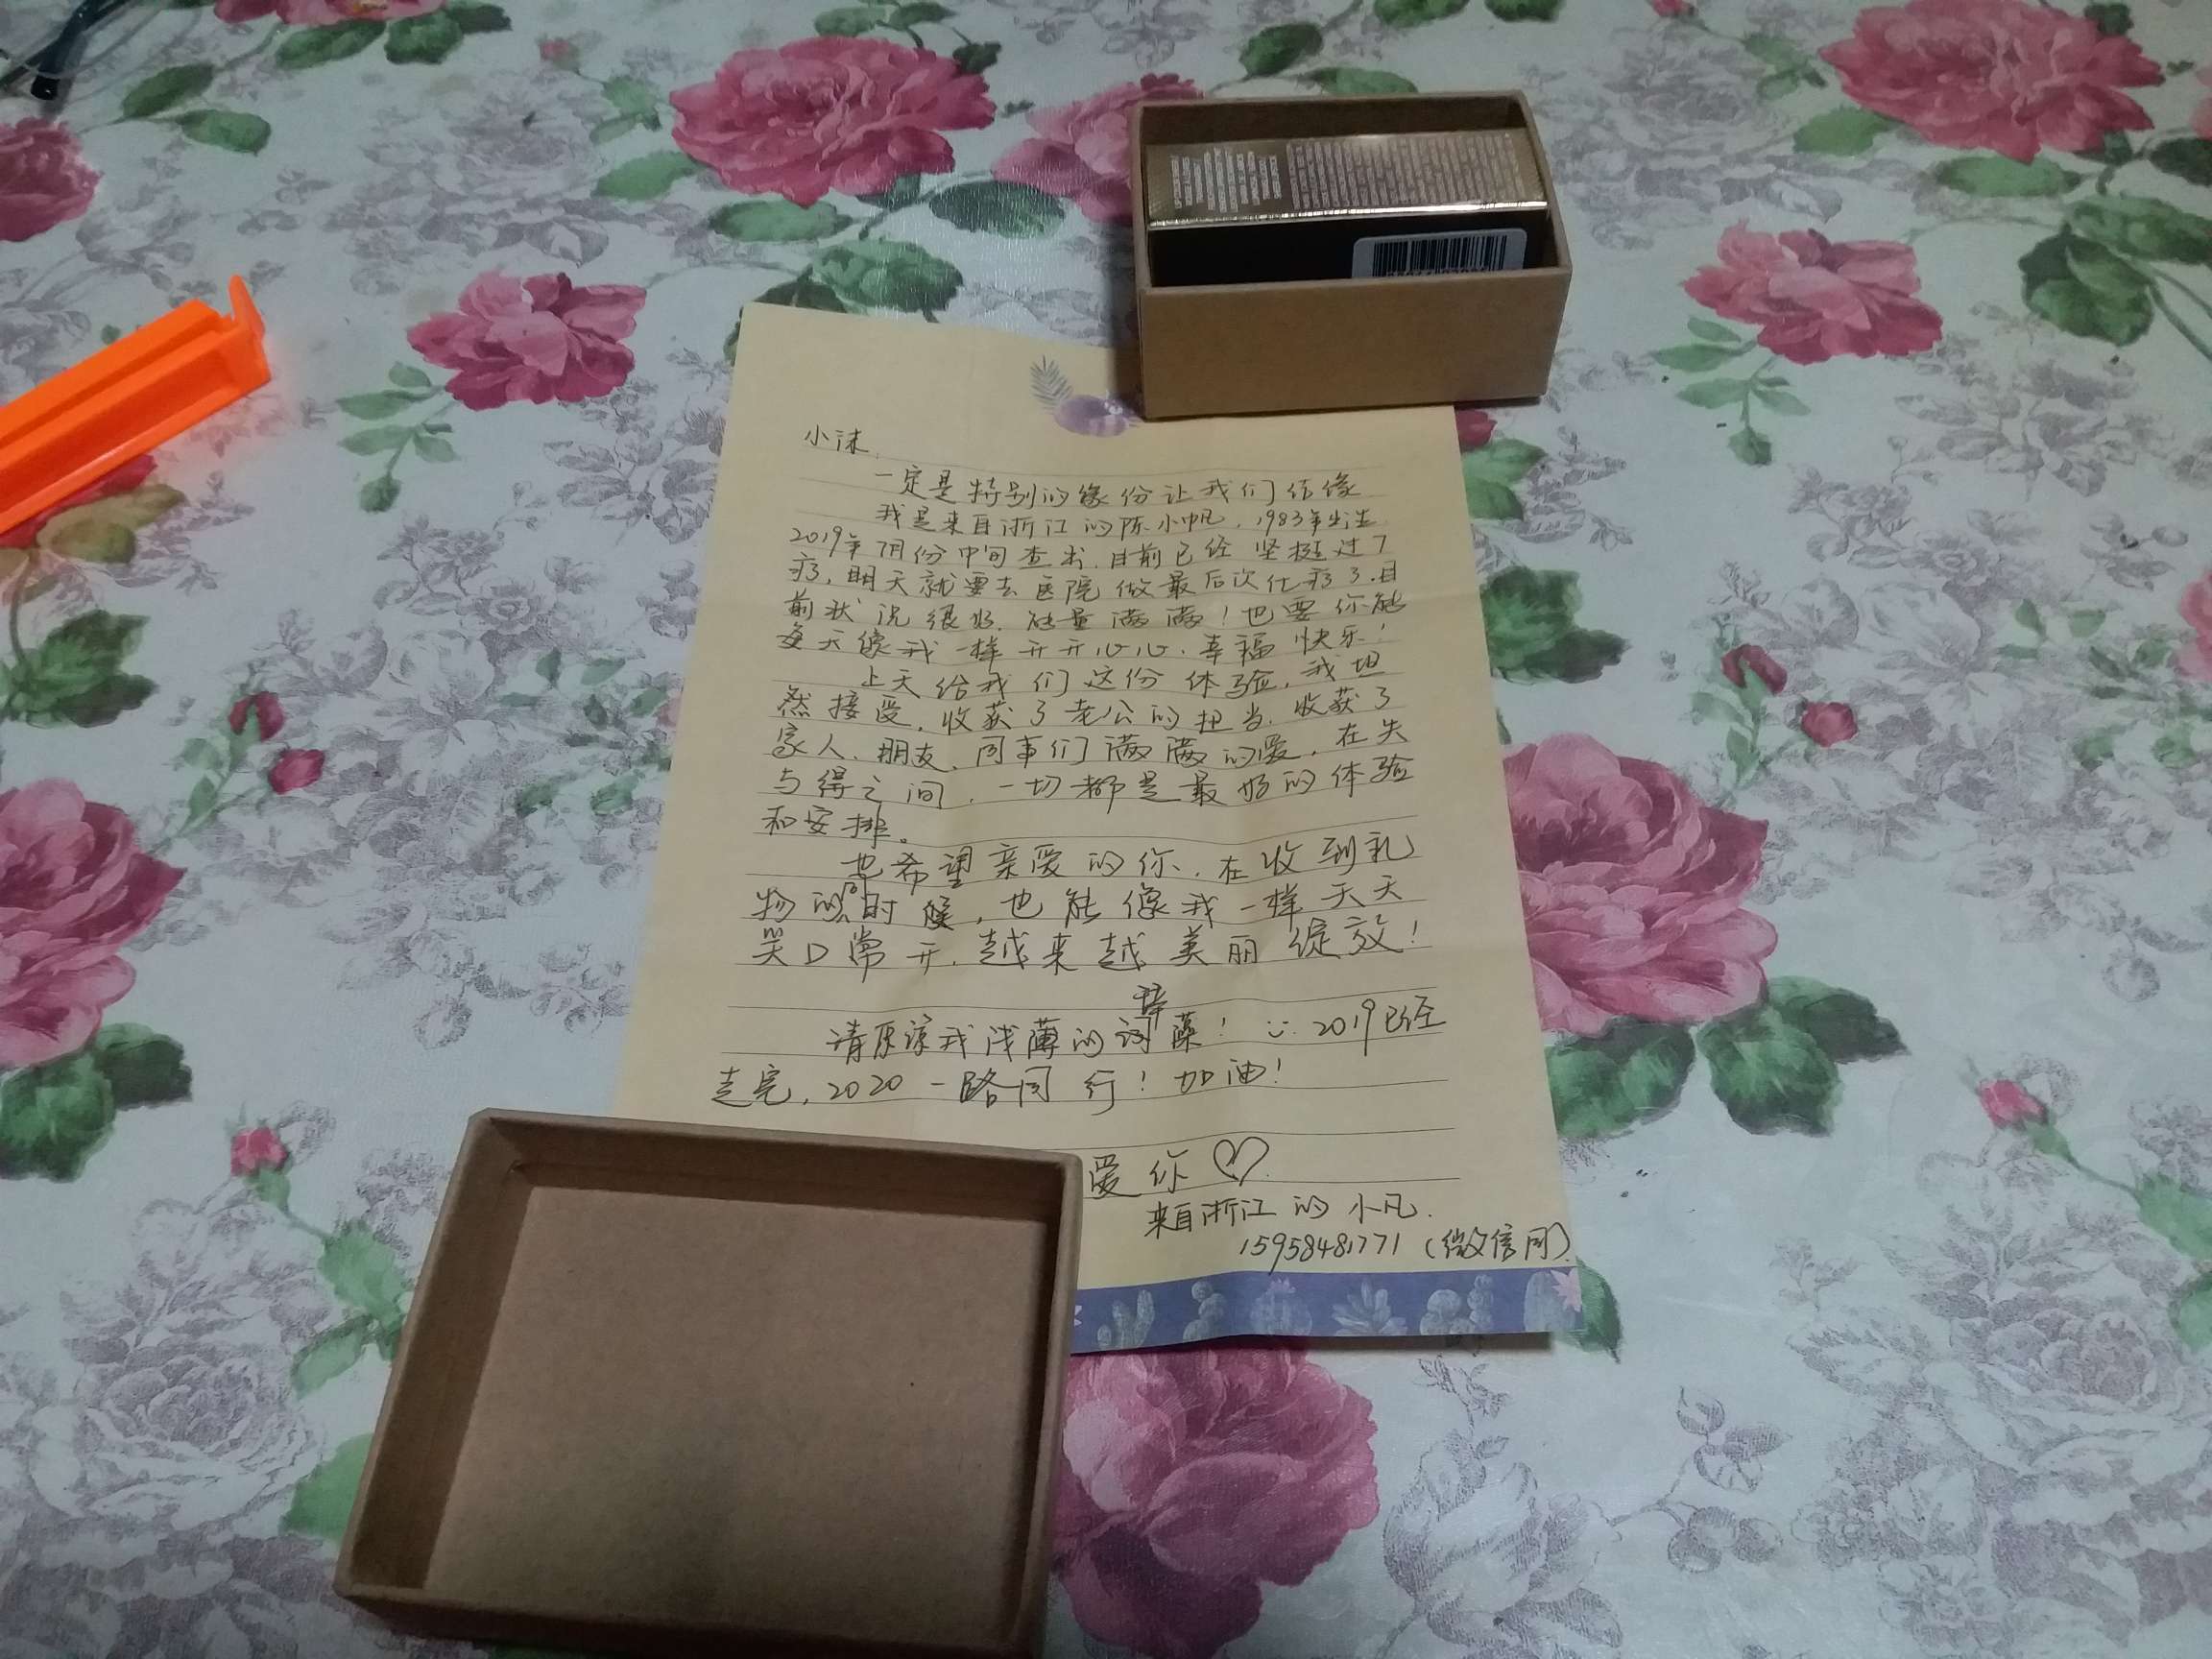 小沫,
一定是特别的缘份让我们结缘
我是来自浙江的陈小帆,1983年出生
2019年7月份中旬查出.目前已经坚挺过7
疗,明天就要去医院做最后次化疗了.目
前状况很好.能量满满!也要你能
每天像我一样开开心心.幸福快乐!
上天给我们这份体验,我坦
然接受,收获了老公的担当.收获了
家人.朋友.同事们满满的爱,在失
与得之间,一切都是最好的体验
和安排。
也希望亲爱的你.在收到礼
物的时候,也能像我一样天天
笑口常开.越来越美丽绽放!
请原谅我浅薄的辞藻! 2019已经
走完,2020一路同行!加油!
爱你♡
来自浙江的小凡.
15958481771(微信同)